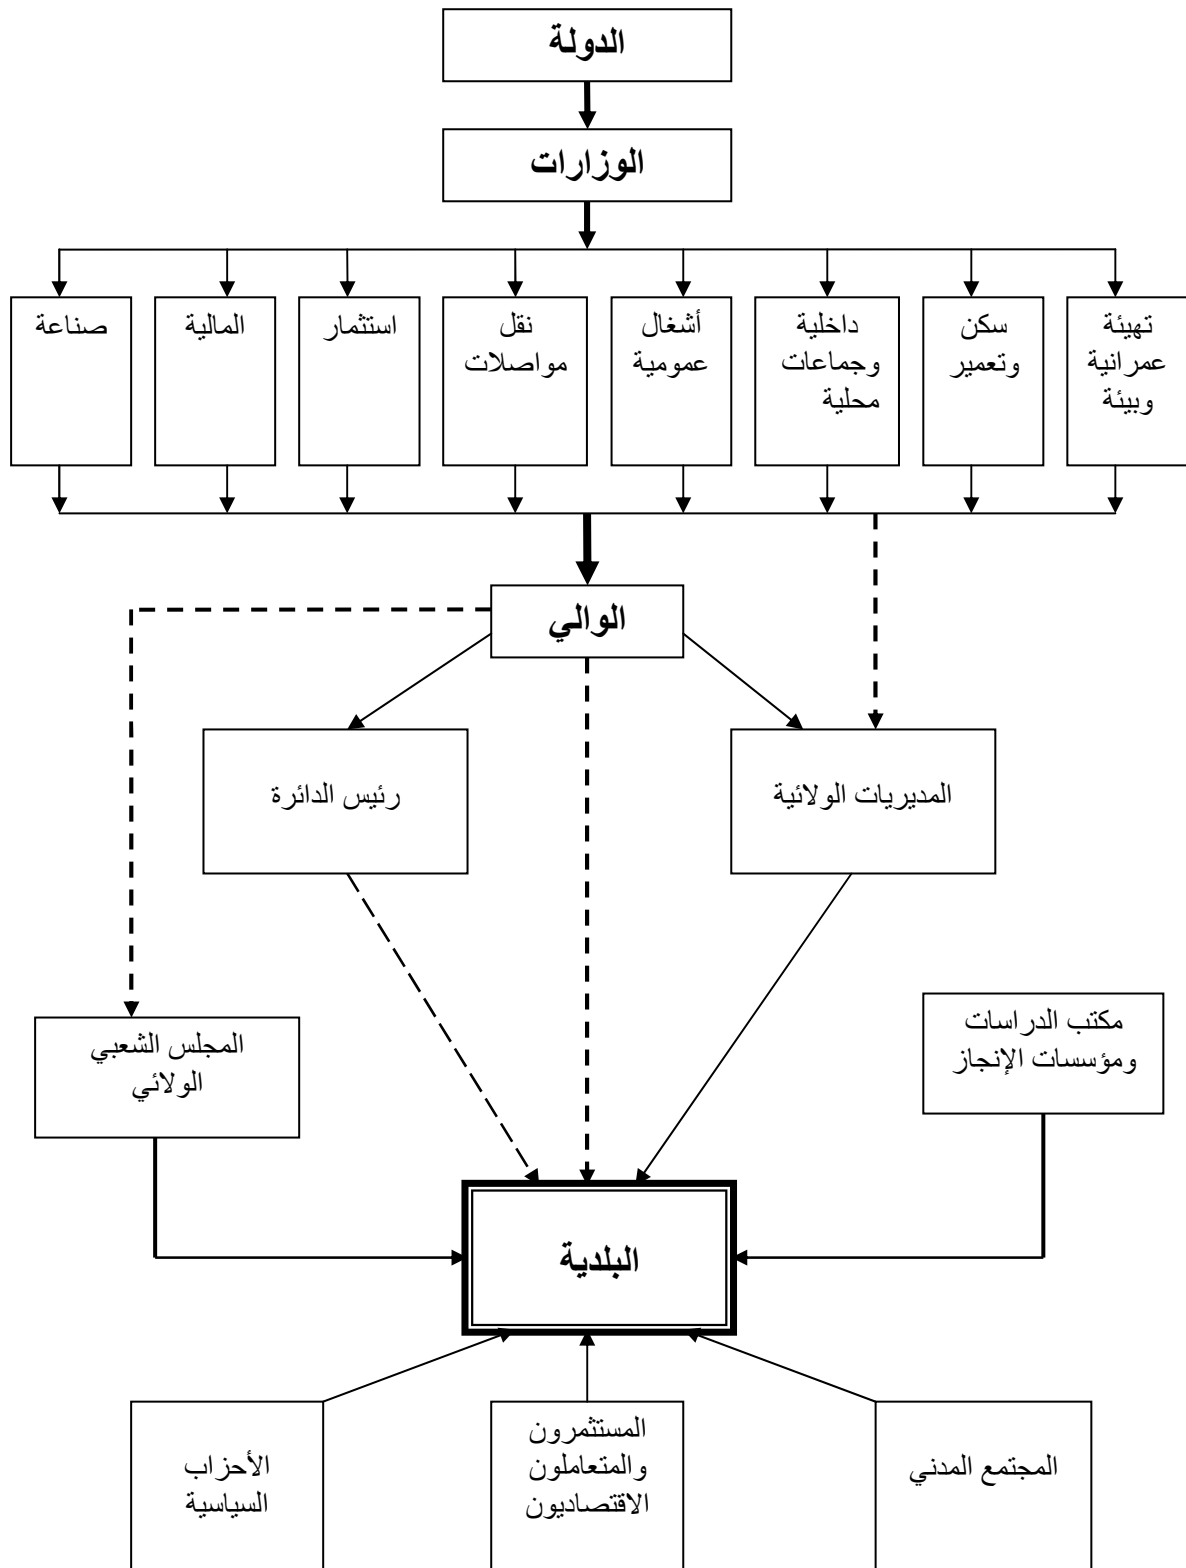 الدولة
الوزارات
تهيئة
عمرانية
وبيئة
سكن
وتعمير
داخلية
وجماعات
محلية
أشغال
عمومية
نقل
مواصلات
استثمار
المالية
صناعة
الوالي
المديريات الولائية
رئيس الدائرة
مكتب الدراسات
ومؤسسات الإنجاز
المجلس الشعبي
الولائي
البلدية
المجتمع المدني
المستثمرون
والمتعاملون
الاقتصاديون
الأحزاب
السياسية